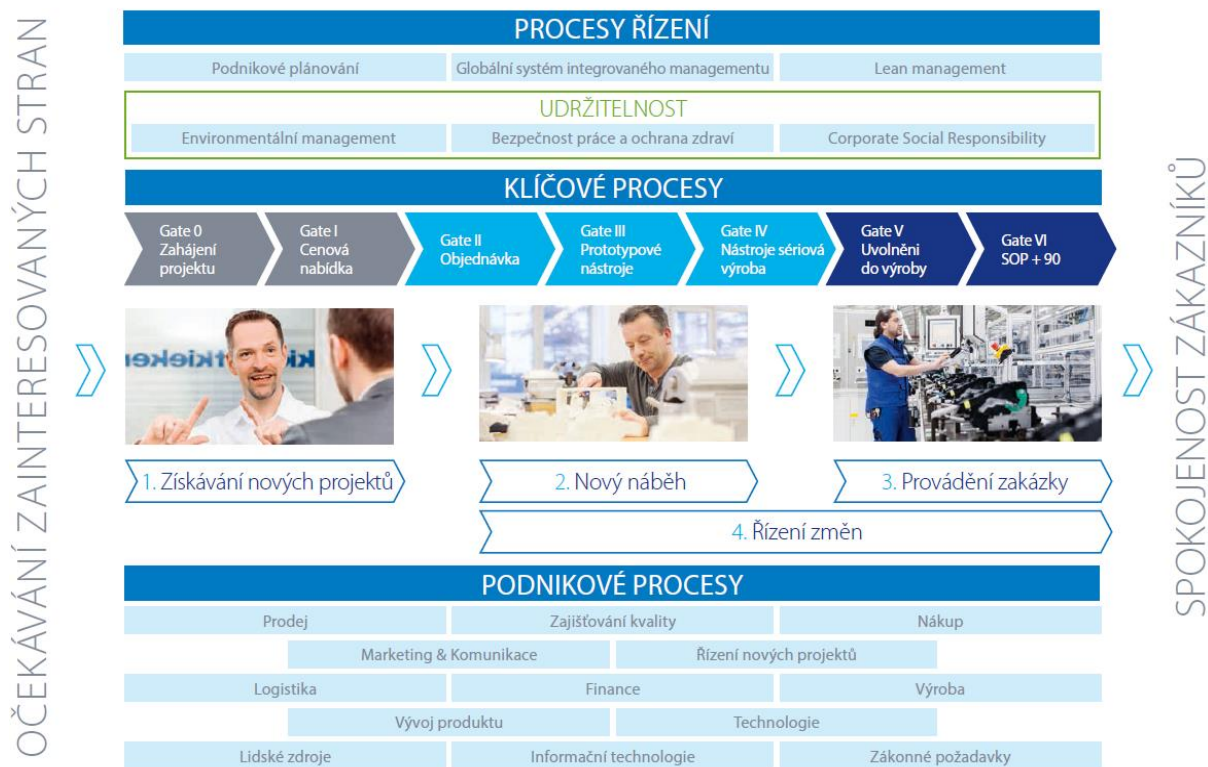 OČEKÁVÁNÍ ZAINTERESOVANÝCH STRAN
PROCESY ŘÍZENÍ
Podnikové plánování
Globální systém integrovaného managementu
Lean management
UDRŽITELNOST
Environmentální management
Bezpečnost práce a ochrana zdraví
Corporate Social Responsibility
KLÍČOVÉ PROCESY
Gate 0
Zahájení
projektu
Gate I
Cenová
nabídka
Gate II
Objednávka
Gate III
Prototypové
nástroje
Gate IV
Nástroje sériová
výroba
Gate V
Uvolněni
do výroby
Gate VI
SOP + 90
1. Získávání nových projektů
2. Nový náběh
3. Provádění zakázky
4. Řízení změn
PODNIKOVÉ PROCESY
Prodej
Zajišťování kvality
Nákup
Marketing & Komunikace
Řízení nových projektů
Logistika
Finance
Výroba
Vývoj produktu
Technologie
Lidské zdroje
Informační technologie
Zákonné požadavky
SPOKOJENOST ZÁKAZNÍKŮ